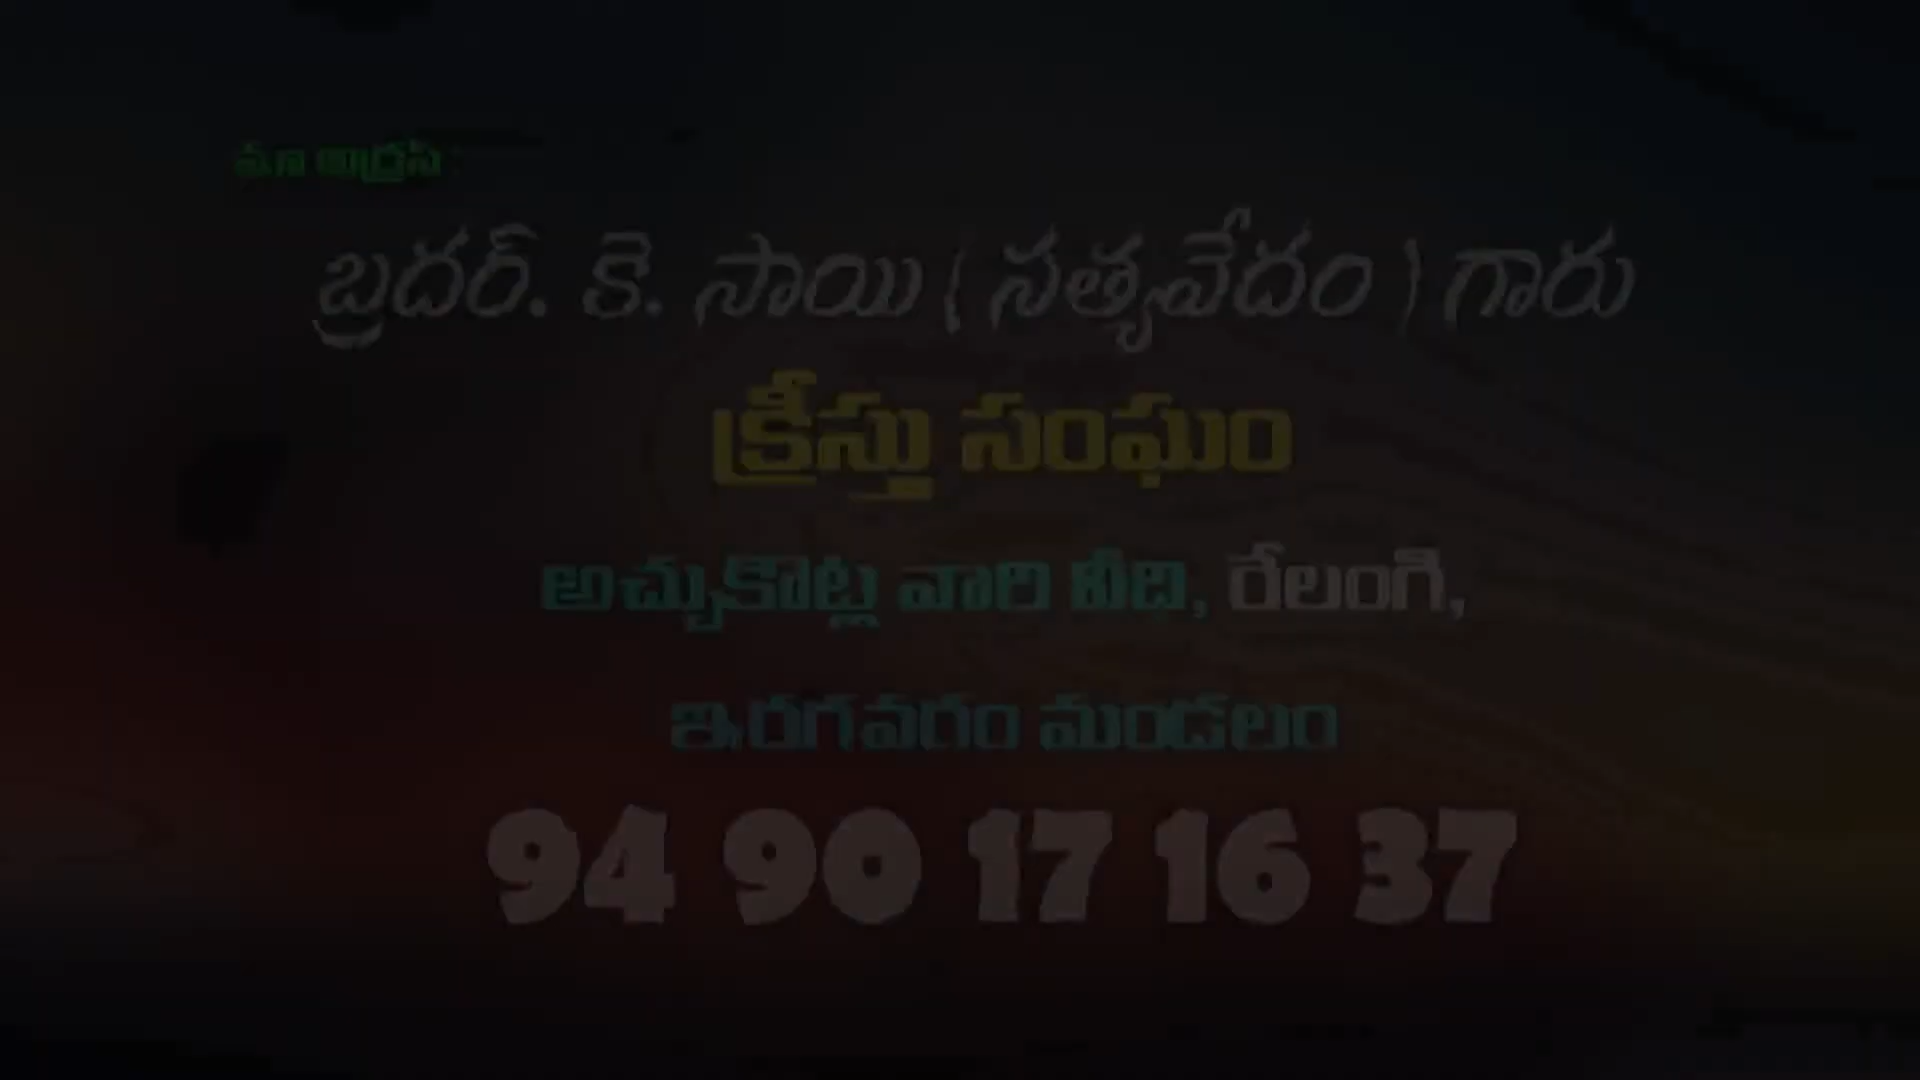 మా అడ్రస్ :
బ్రదర్. కె. సాయి ( సత్యవేదం ) గారు
క్రీస్తు సంఘం
అచ్చుకొట్ల వారి వీది, రేలంగి,
ఇరగవరం మండలం
94 90 17 16 37